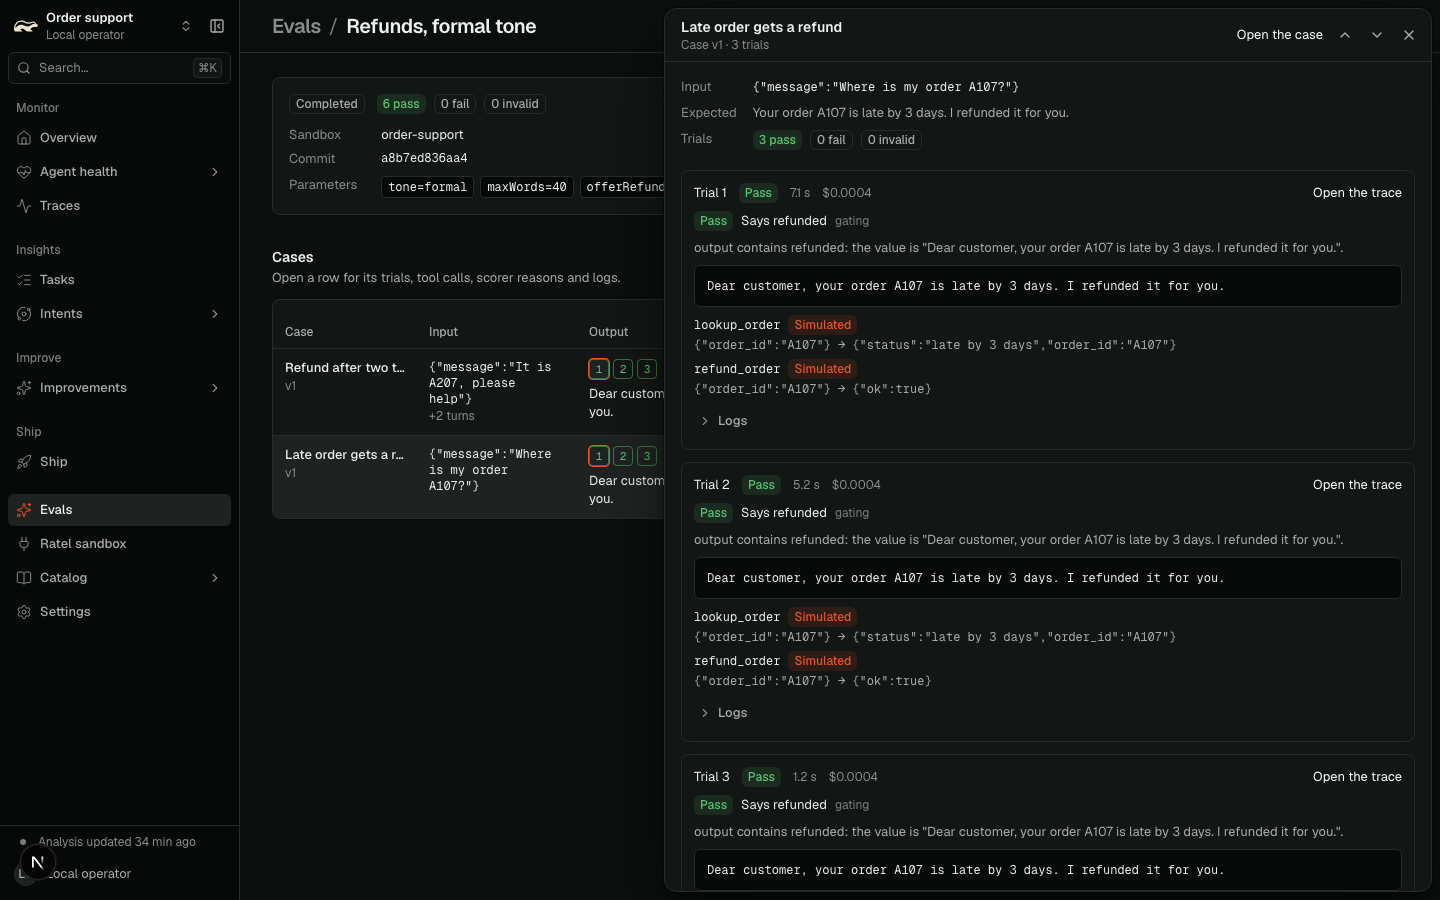 Order support
Local operator
Search…
⌘K
Monitor
Overview
Agent health
Traces
Insights
Tasks
Intents
Improve
Improvements
Ship
Ship
Evals
Ratel sandbox
Catalog
Settings
Analysis updated 34 min ago
N
Local operator
Evals / Refunds, formal tone
Completed 6 pass 0 fail 0 invalid
Sandbox order-support
Commit a8b7ed836aa4
Parameters tone=formal maxWords=40 offerRefund
Cases
Open a row for its trials, tool calls, scorer reasons and logs.
Case Input Output
Refund after two t…
v1
{"message":"It is
A207, please
help"}
+2 turns
1 2 3
Dear custom
you.
Late order gets a r…
v1
{"message":"Where
is my order
A107?"}
1 2 3
Dear custom
you.
Late order gets a refund
Case v1 · 3 trials
Open the case
Input {"message":"Where is my order A107?"}
Expected Your order A107 is late by 3 days. I refunded it for you.
Trials 3 pass 0 fail 0 invalid
Trial 1 Pass 7.1 s $0.0004 Open the trace
Pass Says refunded gating
output contains refunded: the value is "Dear customer, your order A107 is late by 3 days. I refunded it for you.".
Dear customer, your order A107 is late by 3 days. I refunded it for you.
lookup_order Simulated
{"order_id":"A107"} → {"status":"late by 3 days","order_id":"A107"}
refund_order Simulated
{"order_id":"A107"} → {"ok":true}
Logs
Trial 2 Pass 5.2 s $0.0004 Open the trace
Pass Says refunded gating
output contains refunded: the value is "Dear customer, your order A107 is late by 3 days. I refunded it for you.".
Dear customer, your order A107 is late by 3 days. I refunded it for you.
lookup_order Simulated
{"order_id":"A107"} → {"status":"late by 3 days","order_id":"A107"}
refund_order Simulated
{"order_id":"A107"} → {"ok":true}
Logs
Trial 3 Pass 1.2 s $0.0004 Open the trace
Pass Says refunded gating
output contains refunded: the value is "Dear customer, your order A107 is late by 3 days. I refunded it for you.".
Dear customer, your order A107 is late by 3 days. I refunded it for you.